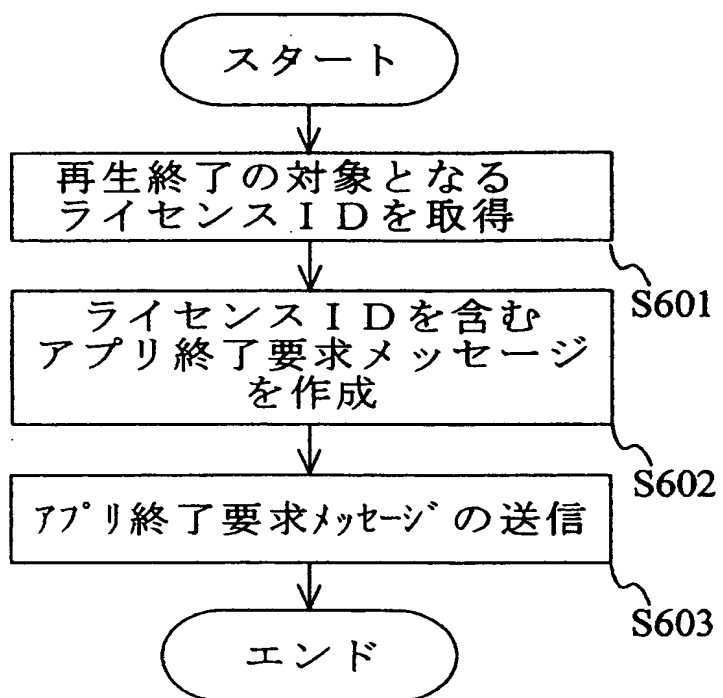 スタート
再生終了の対象となる
ライセンスＩＤを取得
S601
ライセンスＩＤを含む
アプリ終了要求メッセージ
を作成
S602
ｱﾌﾟﾘ終了要求ﾒｯｾｰｼﾞの送信
S603
エンド